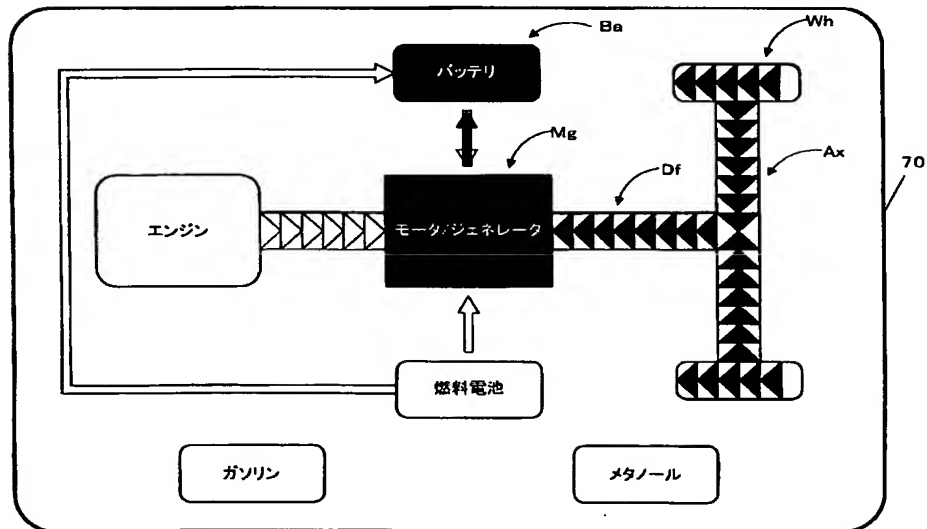 Ba
Wh
バッテリ
Mg
Ax
Df
70
エンジン
モータ/ジェネレータ
燃料電池
ガソリン
メタノール